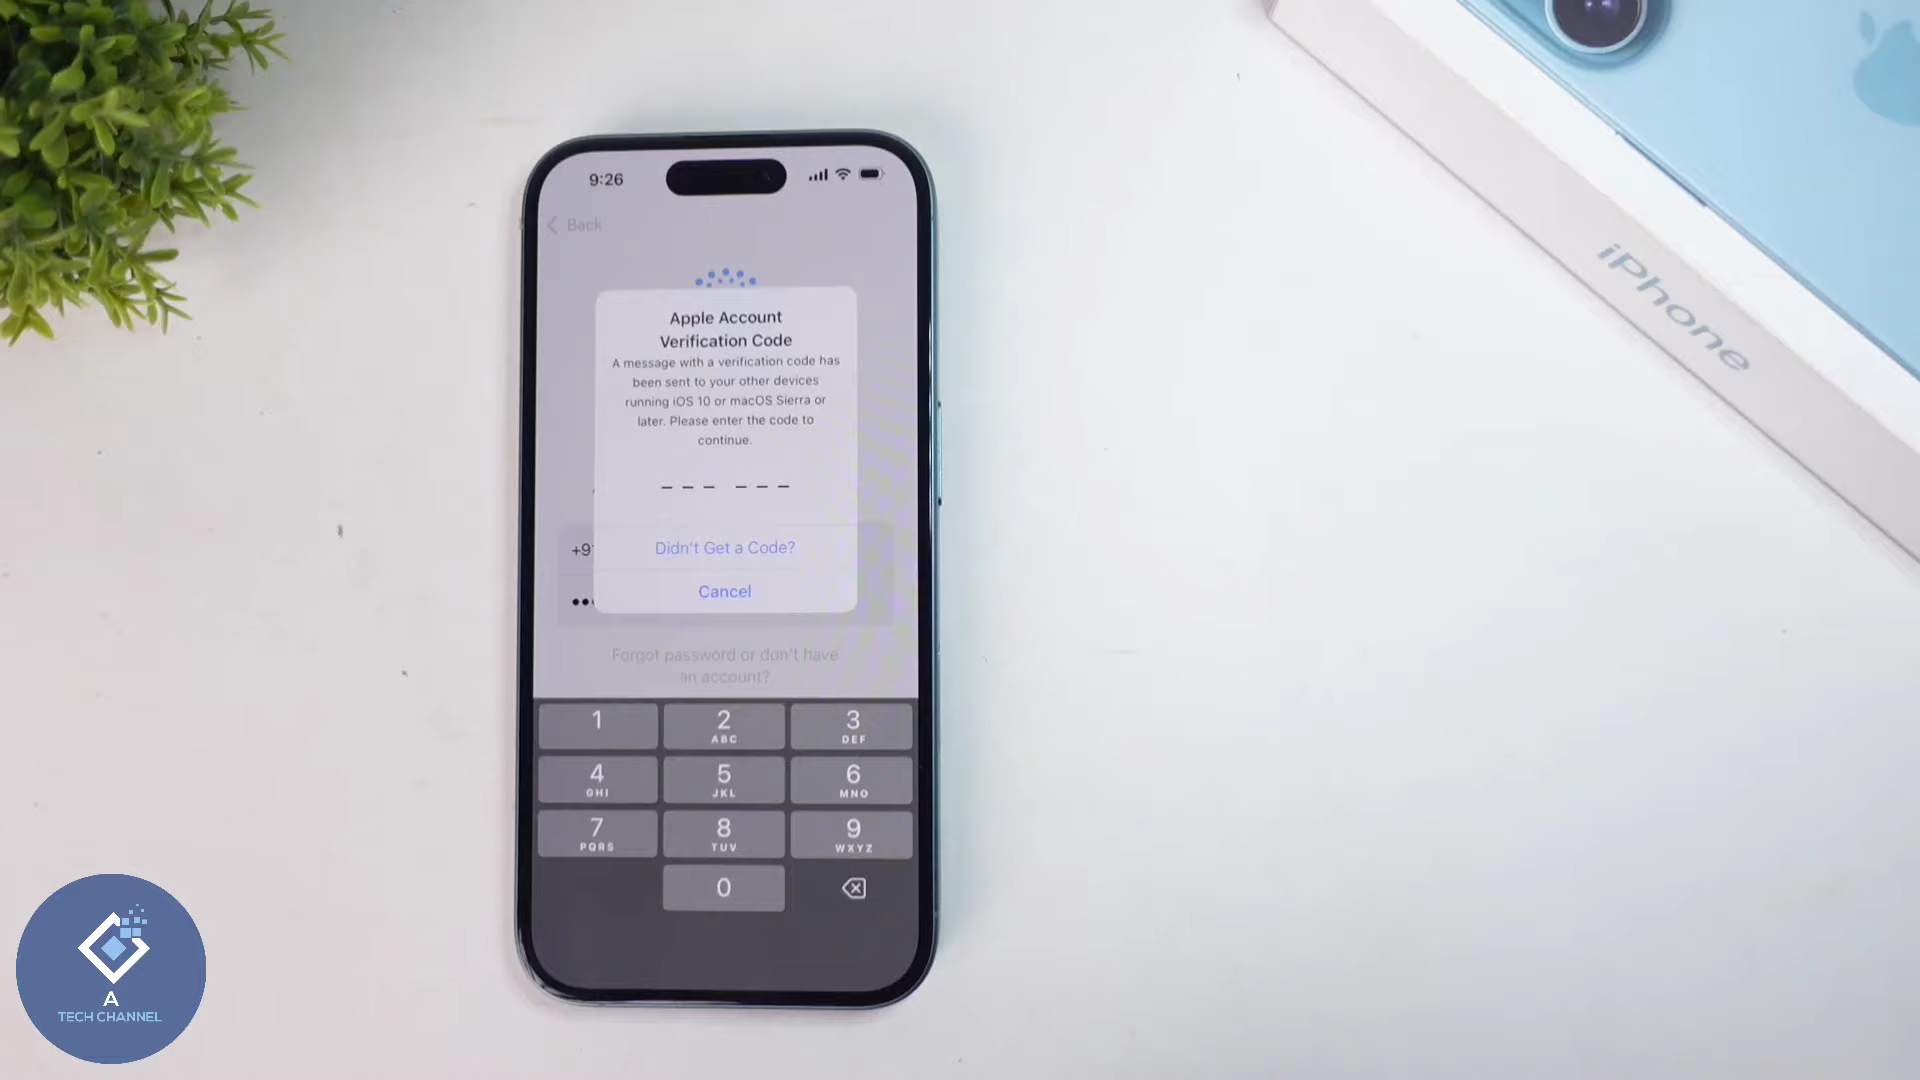 9:26
Back
Apple Account
Verification Code
A message with a verification code has
been sent to your other devices
running iOS 10 or macOS Sierra or
later. Please enter the code to
continue.
– – – – – –
+91
Didn't Get a Code?
Cancel
Forgot password or don't have
an account?
1
2
ABC
3
DEF
4
GHI
5
JKL
6
MNO
7
PQRS
8
TUV
9
WXYZ
0
iPhone
A
TECH CHANNEL